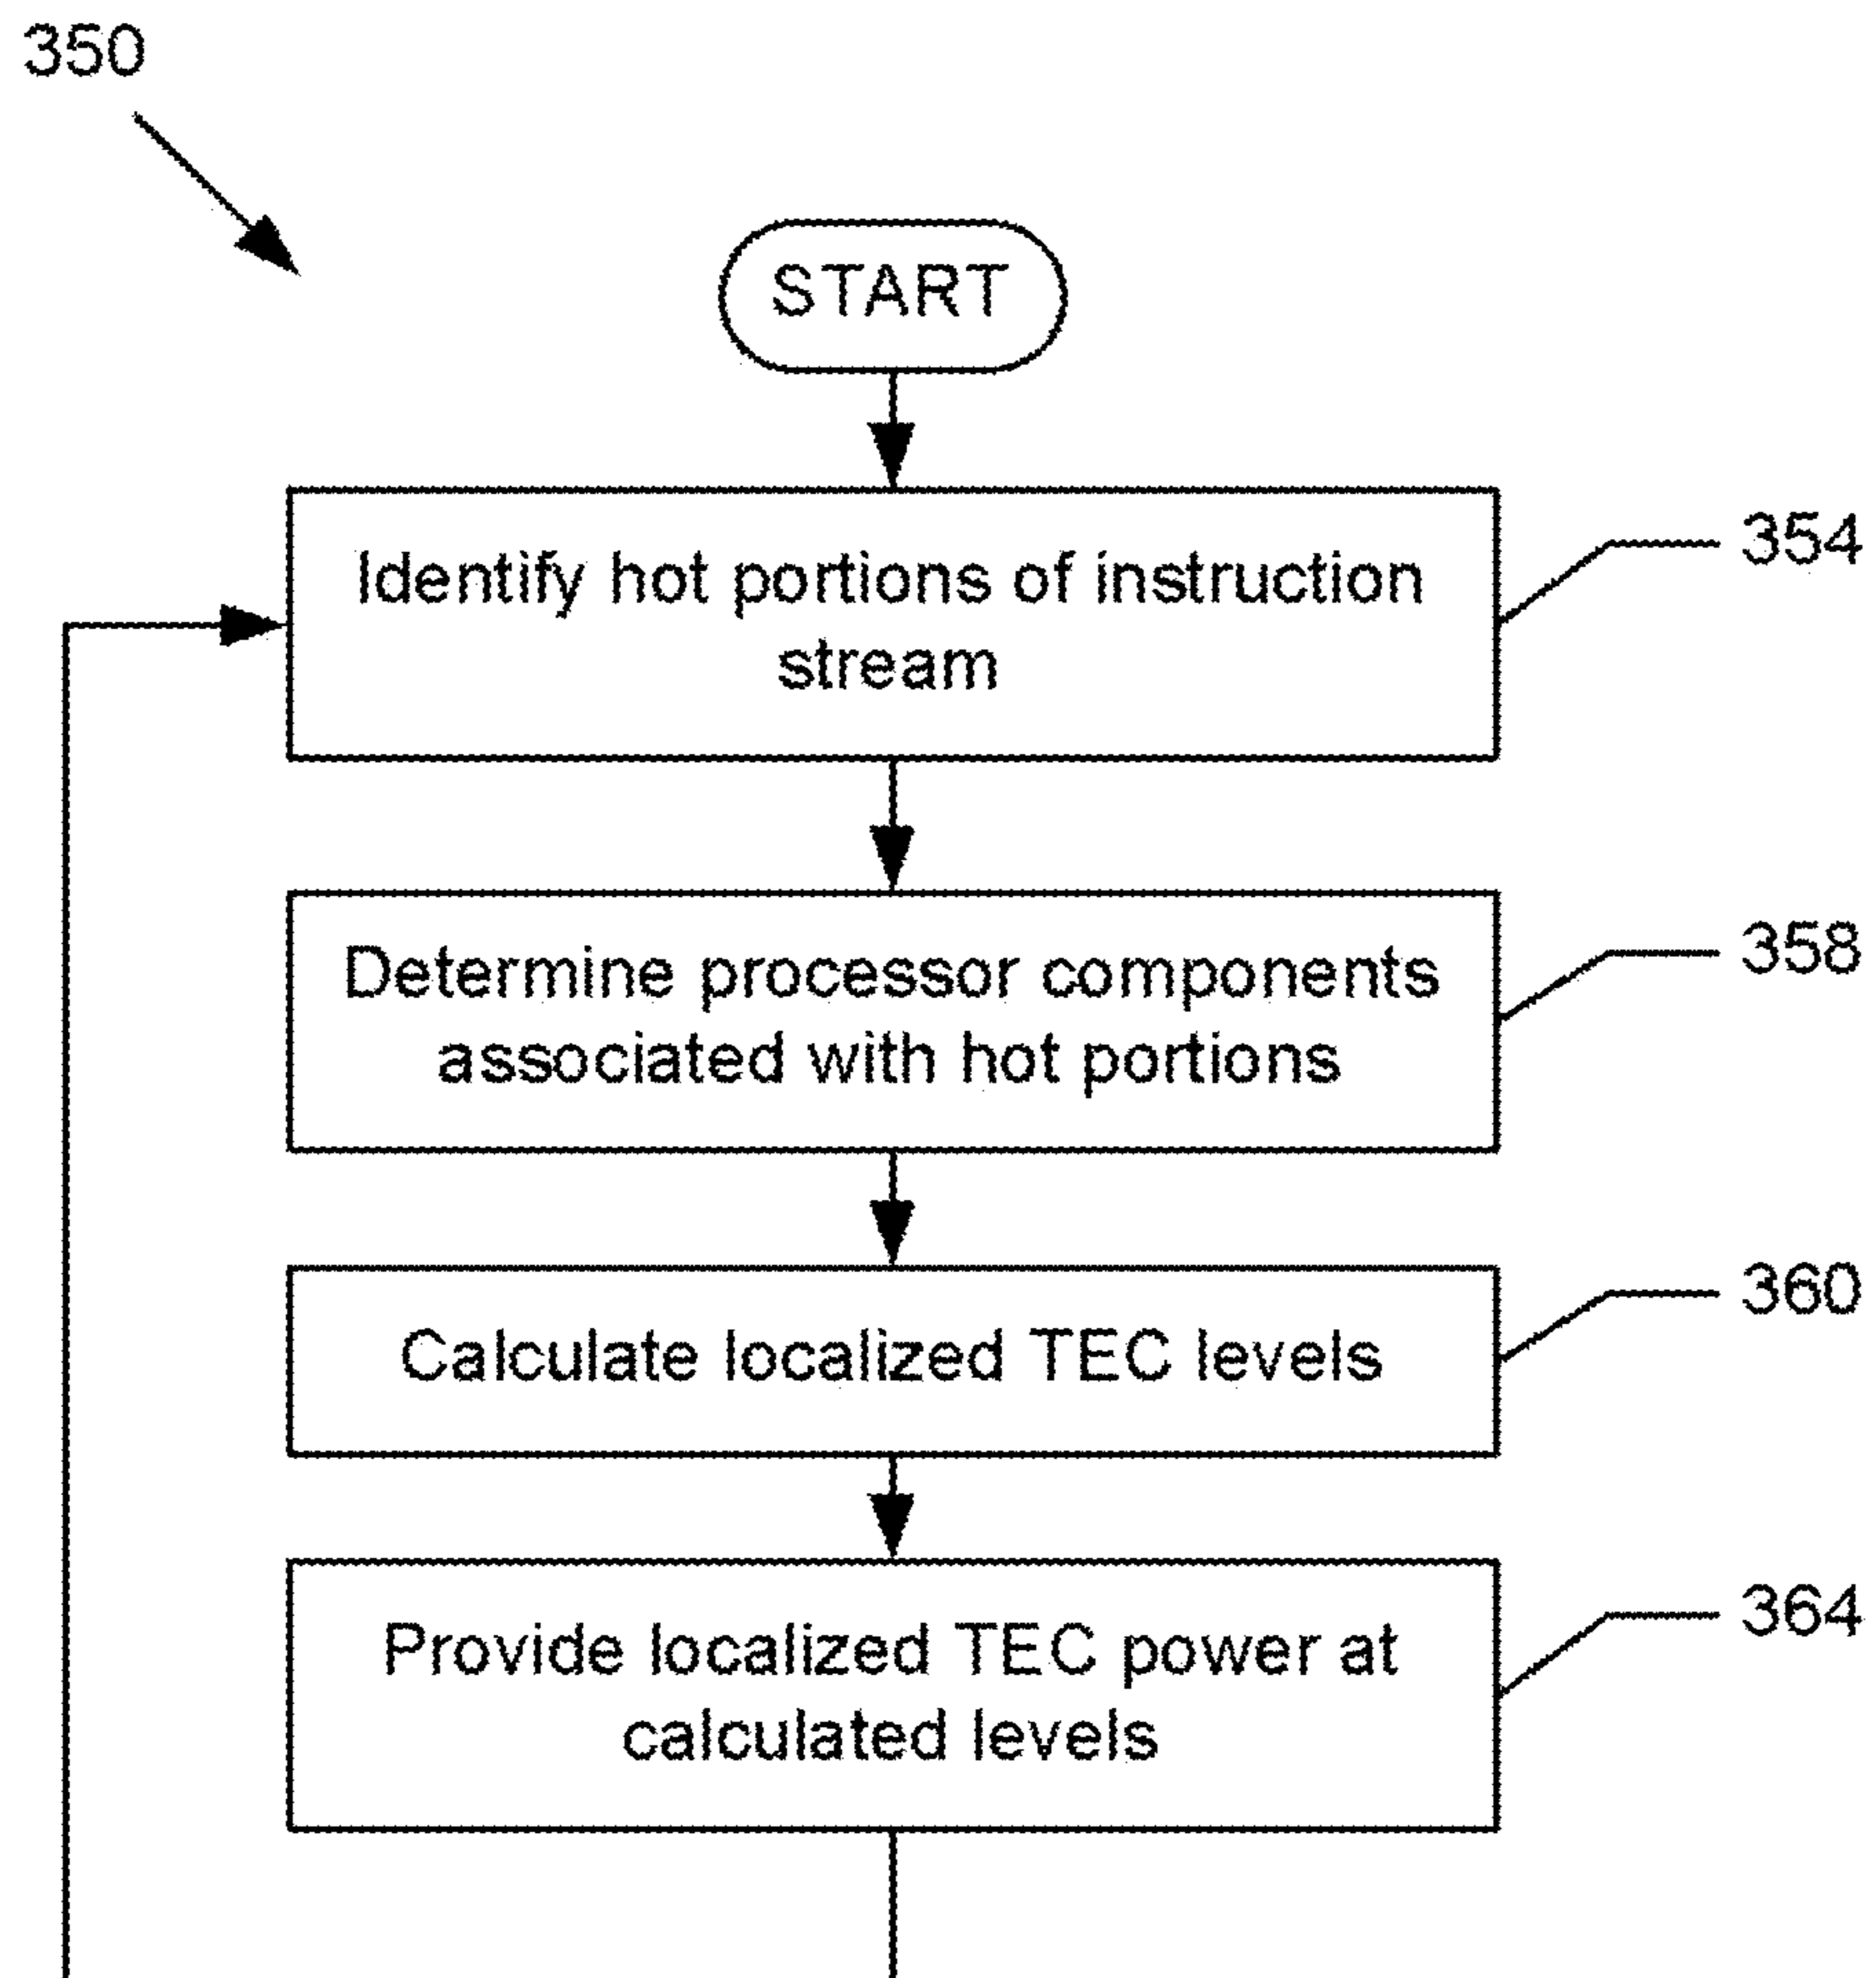 350
START
Identify hot portions of instruction
stream
354
Determine processor components
associated with hot portions
358
Calculate localized TEC levels
360
Provide localized TEC power at
calculated levels
364